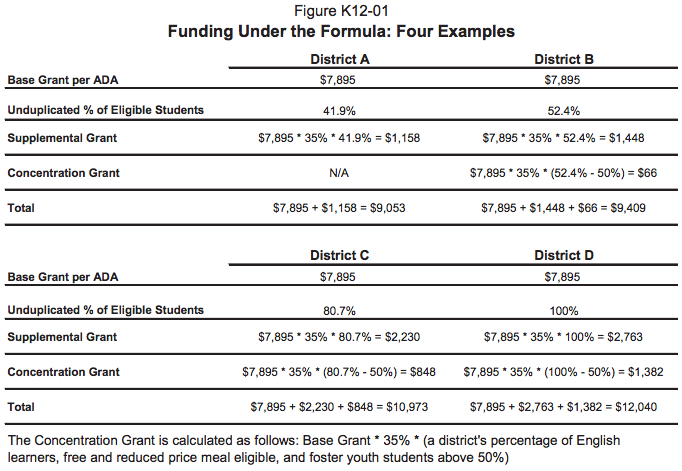 Figure K12-01
Funding Under the Formula: Four Examples
District A District B
Base Grant per ADA $7,895 $7,895
Unduplicated % of Eligible Students 41.9% 52.4%
Supplemental Grant $7,895 * 35% * 41.9% = $1,158 $7,895 * 35% * 52.4% = $1,448
Concentration Grant N/A $7,895 * 35% * (52.4% - 50%) = $66
Total $7,895 + $1,158 = $9,053 $7,895 + $1,448 + $66 = $9,409
District C District D
Base Grant per ADA $7,895 $7,895
Unduplicated % of Eligible Students 80.7% 100%
Supplemental Grant $7,895 * 35% * 80.7% = $2,230 $7,895 * 35% * 100% = $2,763
Concentration Grant $7,895 * 35% * (80.7% - 50%) = $848 $7,895 * 35% * (100% - 50%) = $1,382
Total $7,895 + $2,230 + $848 = $10,973 $7,895 + $2,763 + $1,382 = $12,040
The Concentration Grant is calculated as follows: Base Grant * 35% * (a district's percentage of English
learners, free and reduced price meal eligible, and foster youth students above 50%)